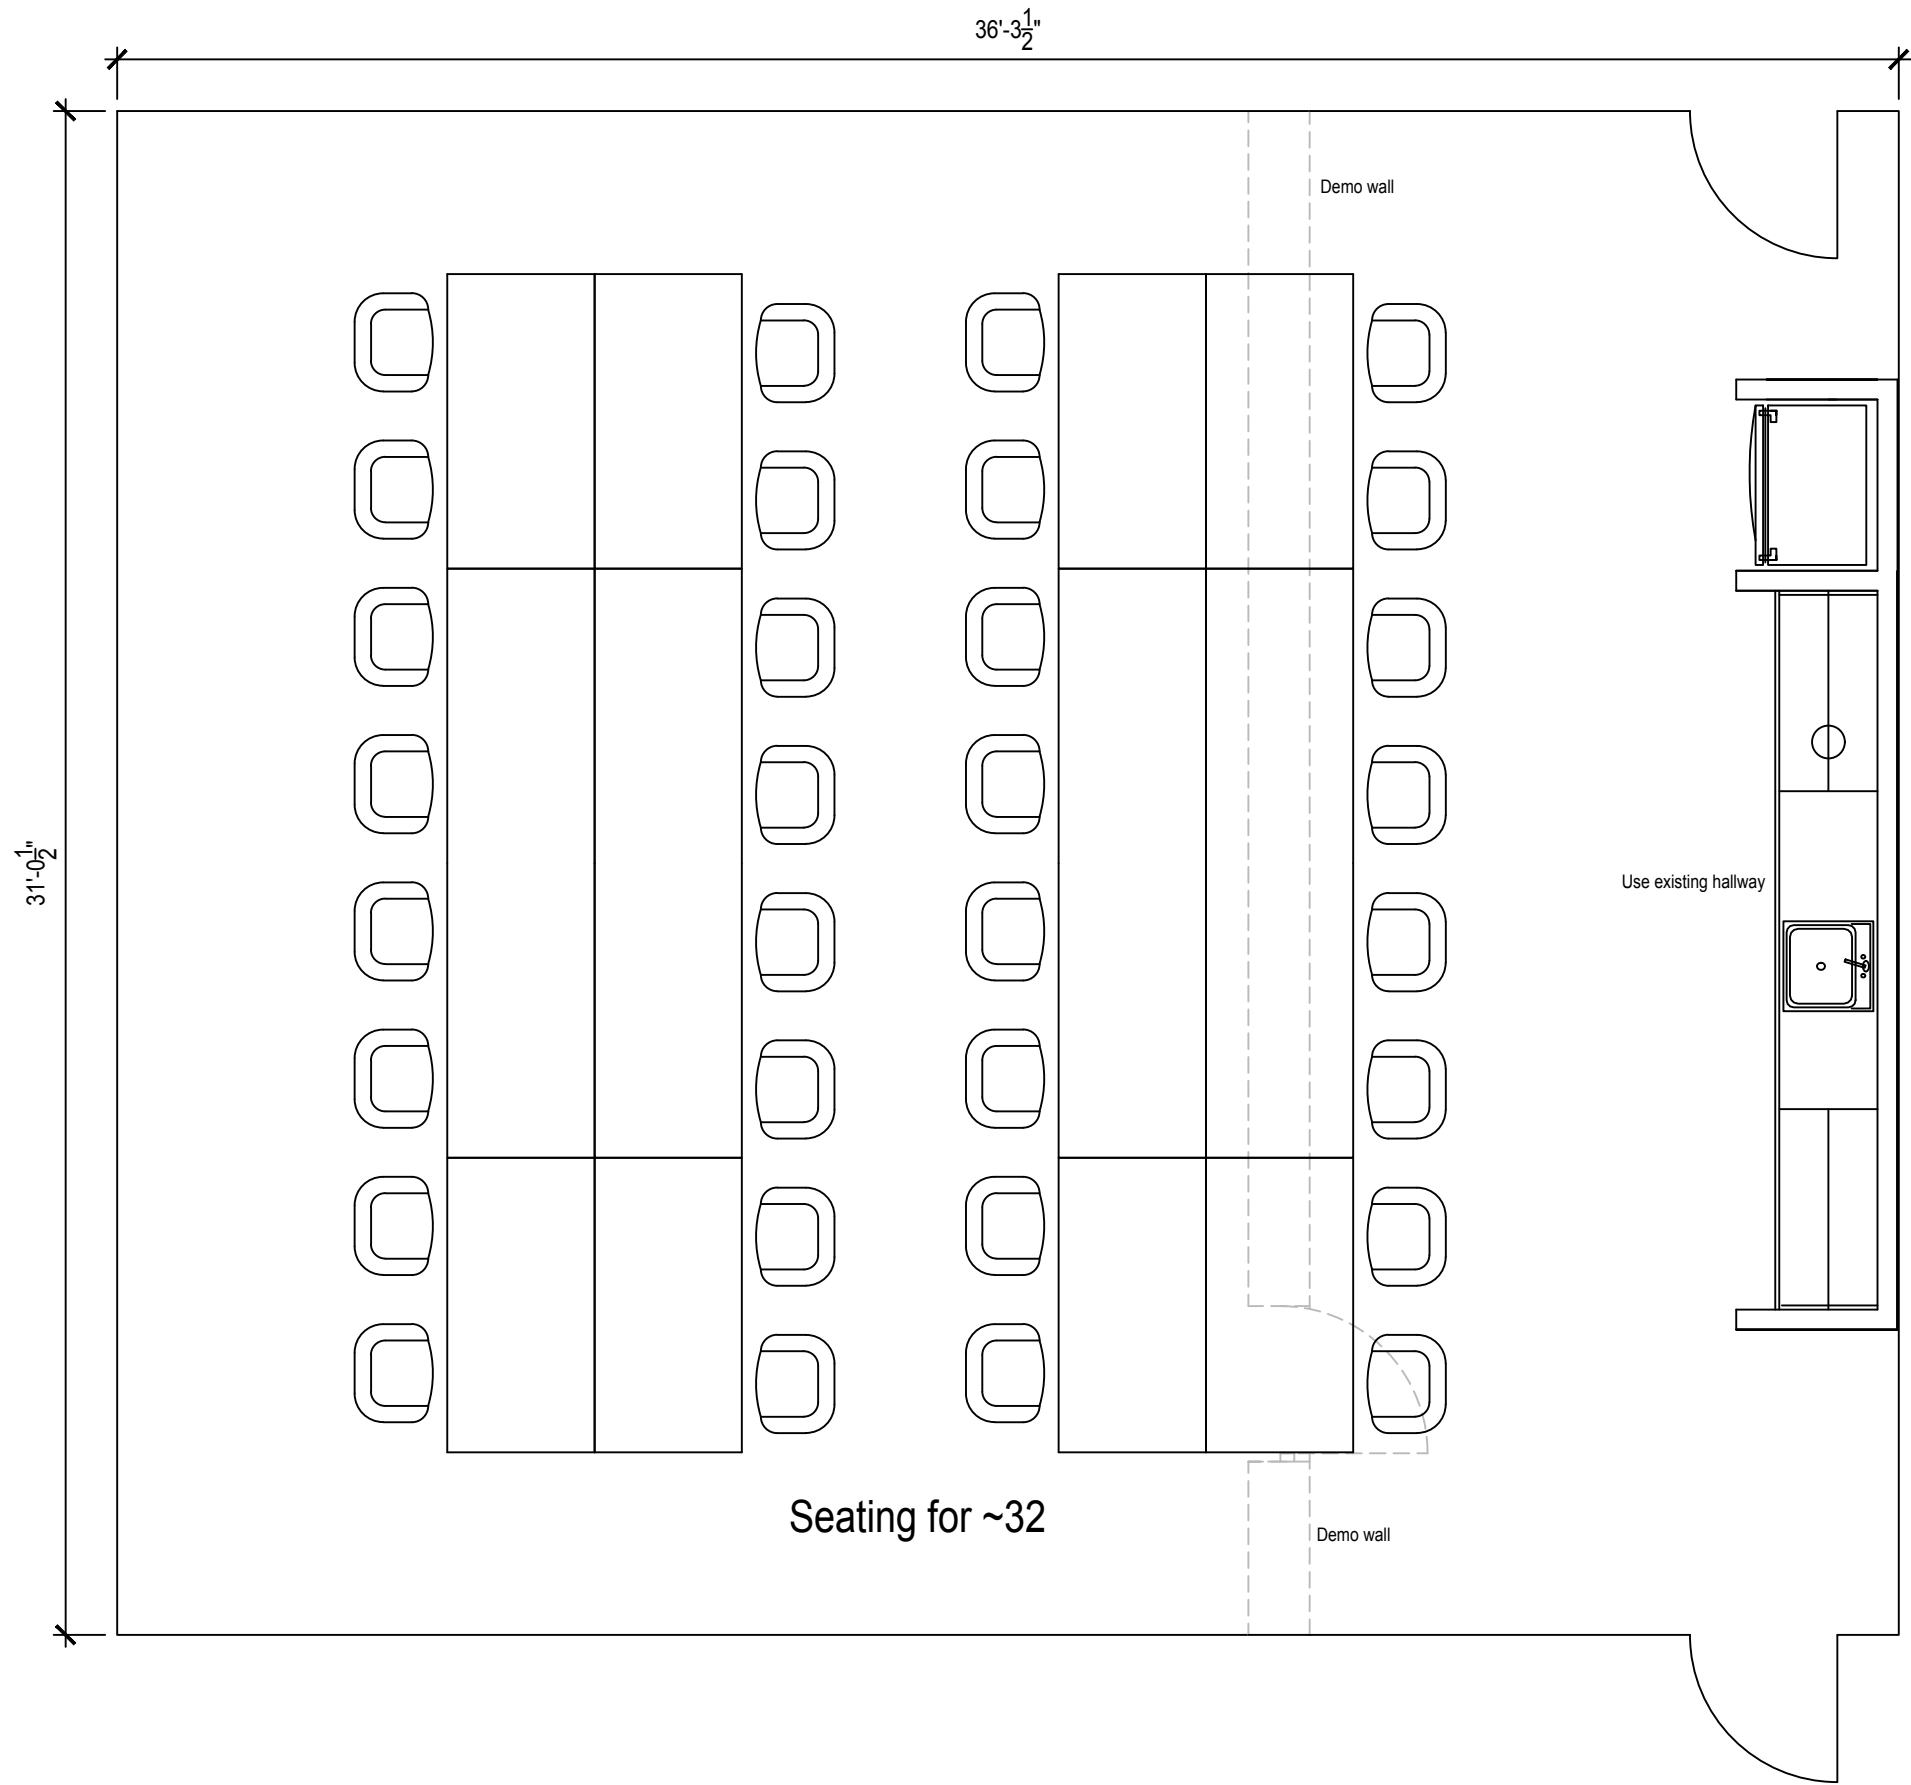 36'-3 1/2"
Demo wall
31'-0 1/2"
Use existing hallway
Seating for ~32
Demo wall